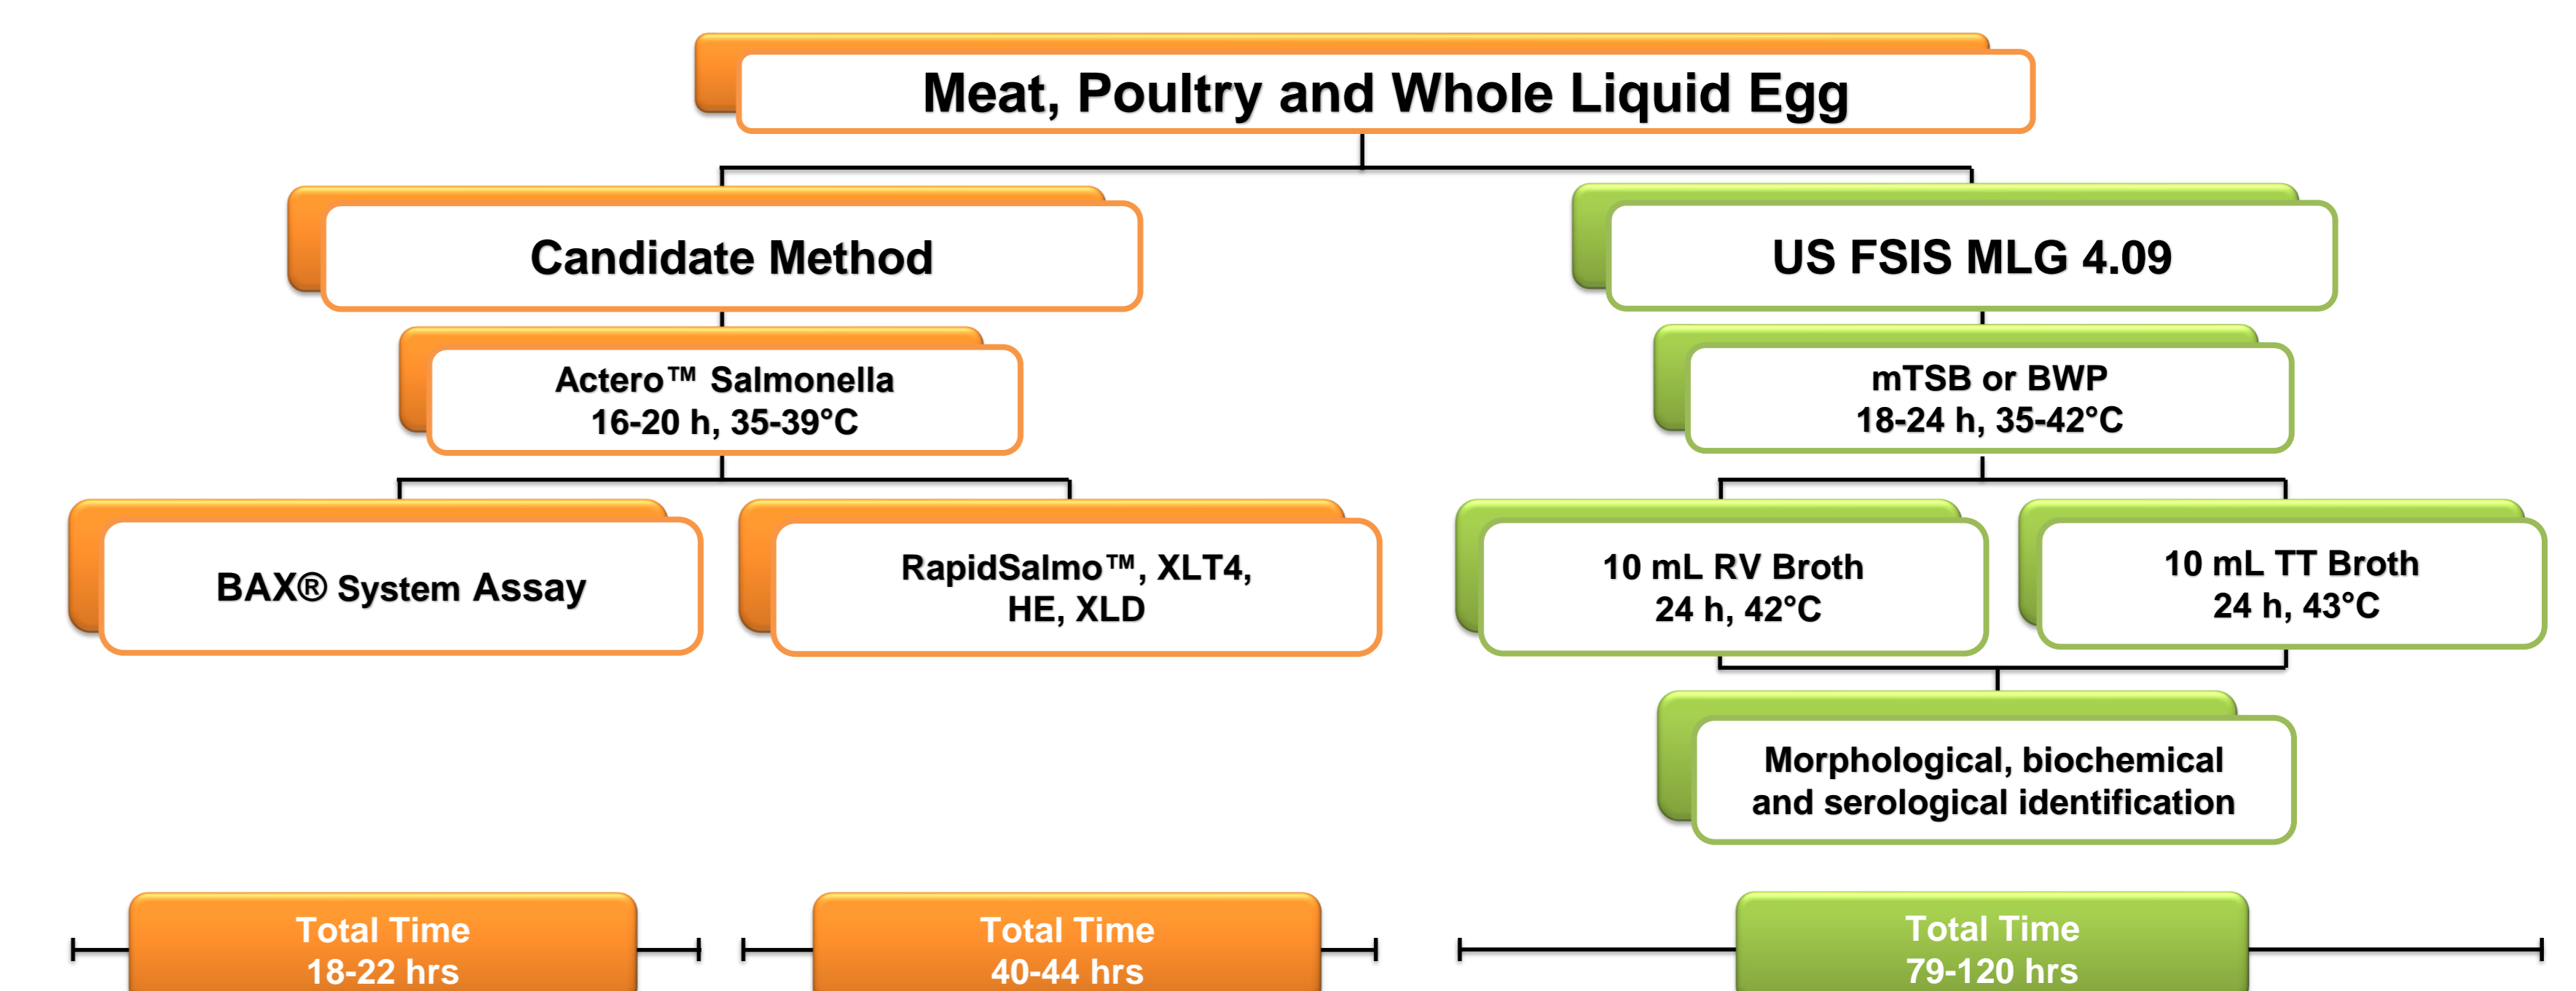 Meat, Poultry and Whole Liquid Egg
Candidate Method
US FSIS MLG 4.09
Actero™ Salmonella
16-20 h, 35-39°C
mTSB or BWP
18-24 h, 35-42°C
BAX® System Assay
RapidSalmo™, XLT4,
HE, XLD
10 mL RV Broth
24 h, 42°C
10 mL TT Broth
24 h, 43°C
Morphological, biochemical
and serological identification
Total Time
18-22 hrs
Total Time
40-44 hrs
Total Time
79-120 hrs